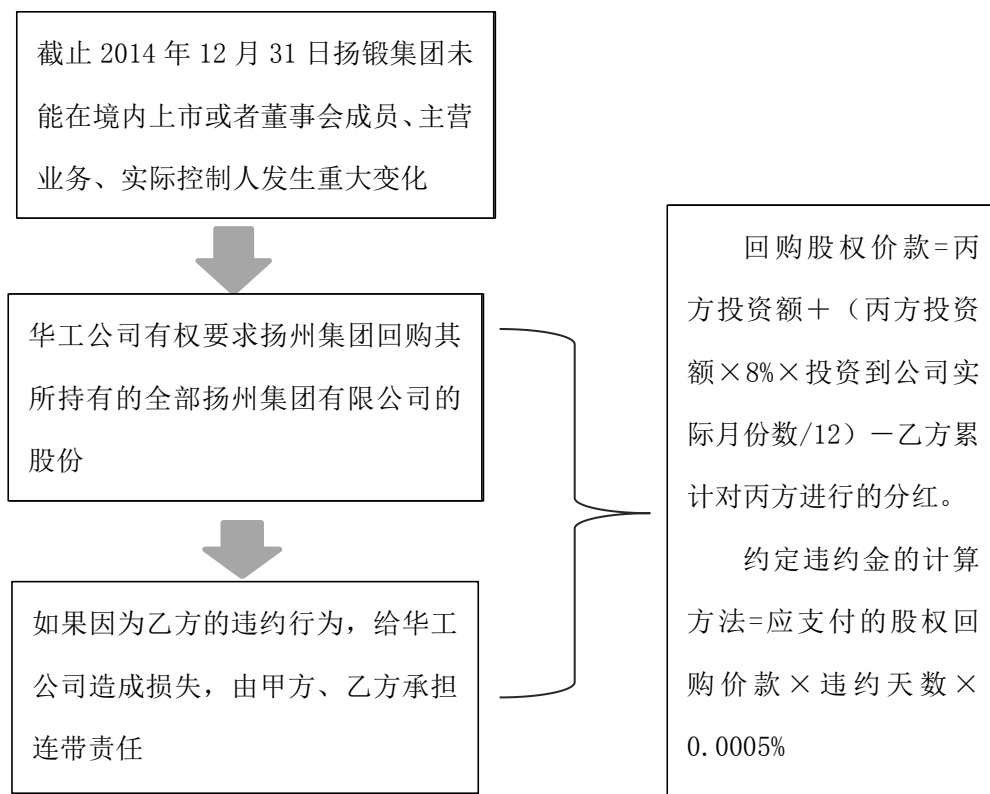 截止 2014 年 12 月 31 日扬锻集团未
能在境内上市或者董事会成员、主营
业务、实际控制人发生重大变化
华工公司有权要求扬州集团回购其
所持有的全部扬州集团有限公司的
股份
如果因为乙方的违约行为，给华工
公司造成损失，由甲方、乙方承担
连带责任
回购股权价款=丙
方投资额＋（丙方投资
额×8%×投资到公司实
际月份数/12）－乙方累
计对丙方进行的分红。
约定违约金的计算
方法=应支付的股权回
购价款×违约天数×
0.0005%